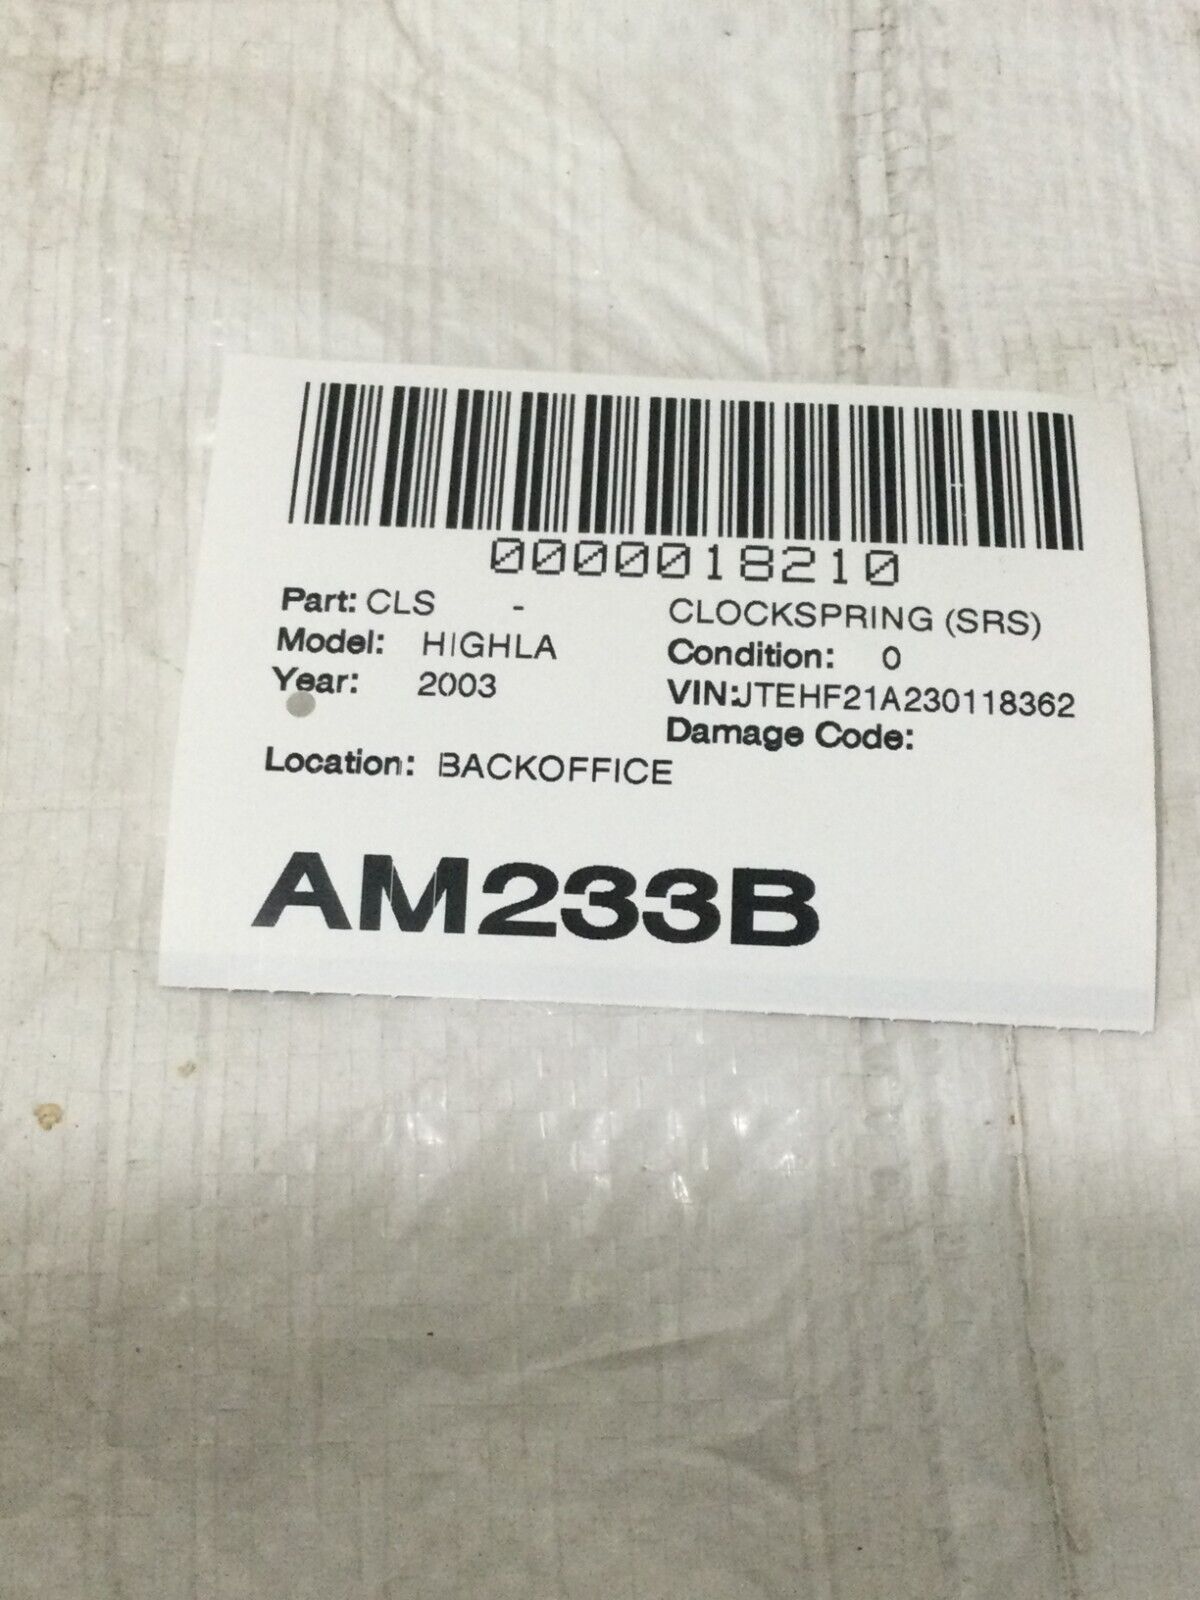 0000018210
Part: CLS - CLOCKSPRING (SRS)
Model: HIGHLA Condition: 0
Year: 2003 VIN:JTEHF21A230118362
Damage Code:
Location: BACKOFFICE
AM233B